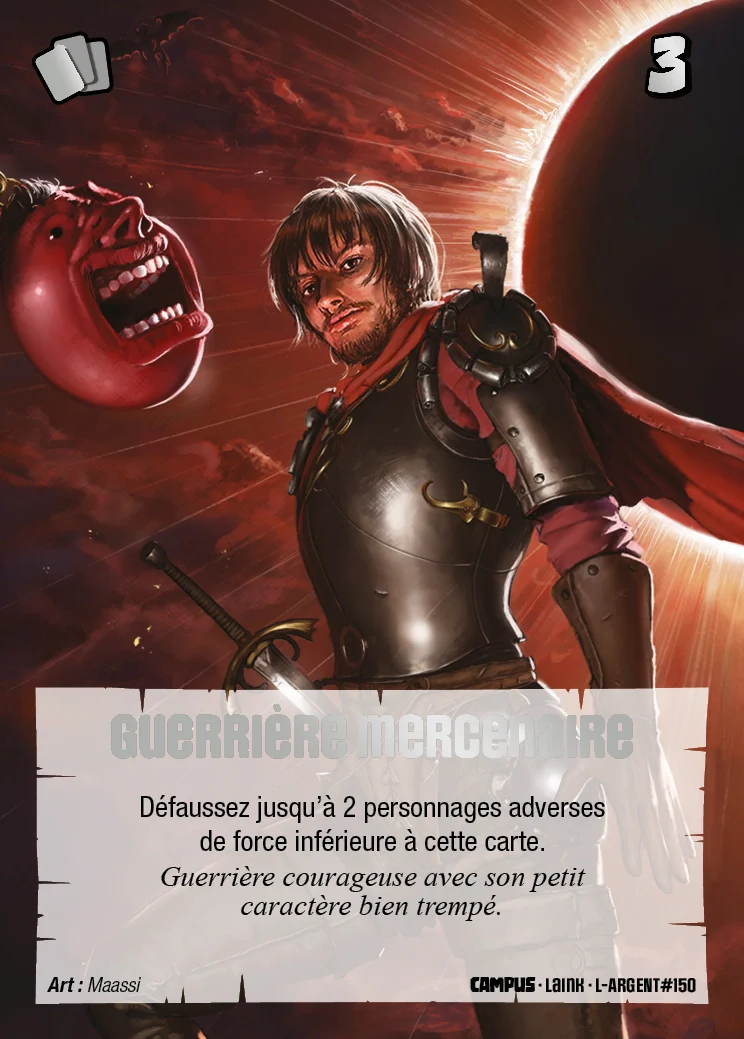 3
GUERRIÈRE MERCENAIRE
Défaussez jusqu'à 2 personnages adverses
de force inférieure à cette carte.
Guerrière courageuse avec son petit
caractère bien trempé.
Art : Maassi
CAMPUS · LAINK · L-ARGENT#150